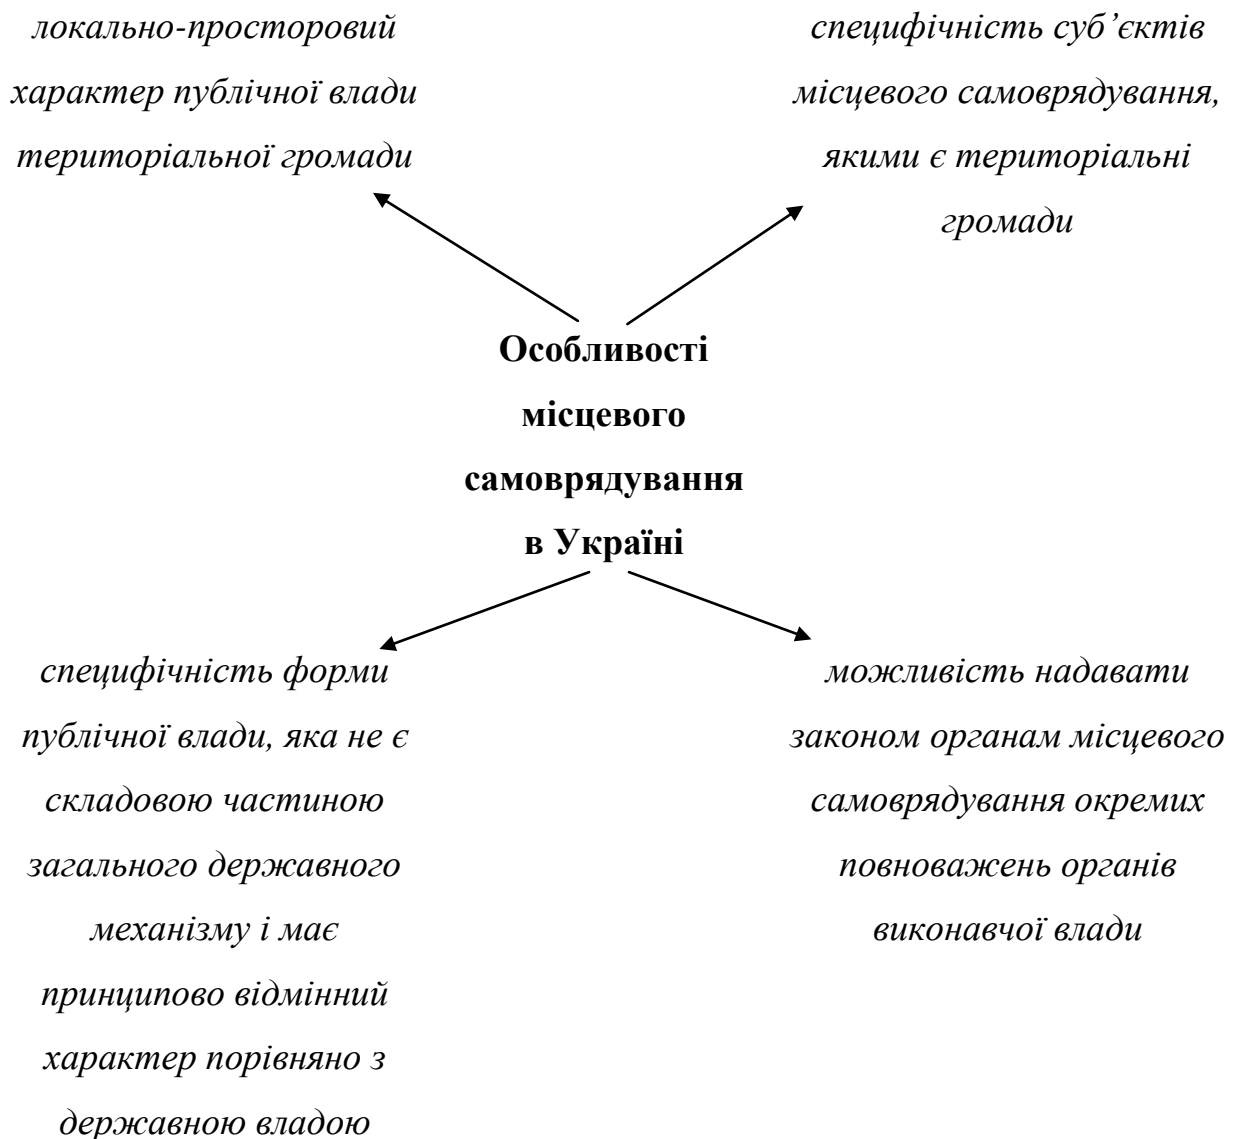 локально-просторовий
характер публічної влади
територіальної громади
специфічність суб’єктів
місцевого самоврядування,
якими є територіальні
громади
Особливості
місцевого
самоврядування
в Україні
специфічність форми
публічної влади, яка не є
складовою частиною
загального державного
механізму і має
принципово відмінний
характер порівняно з
державною владою
можливість надавати
законом органам місцевого
самоврядування окремих
повноважень органів
виконавчої влади